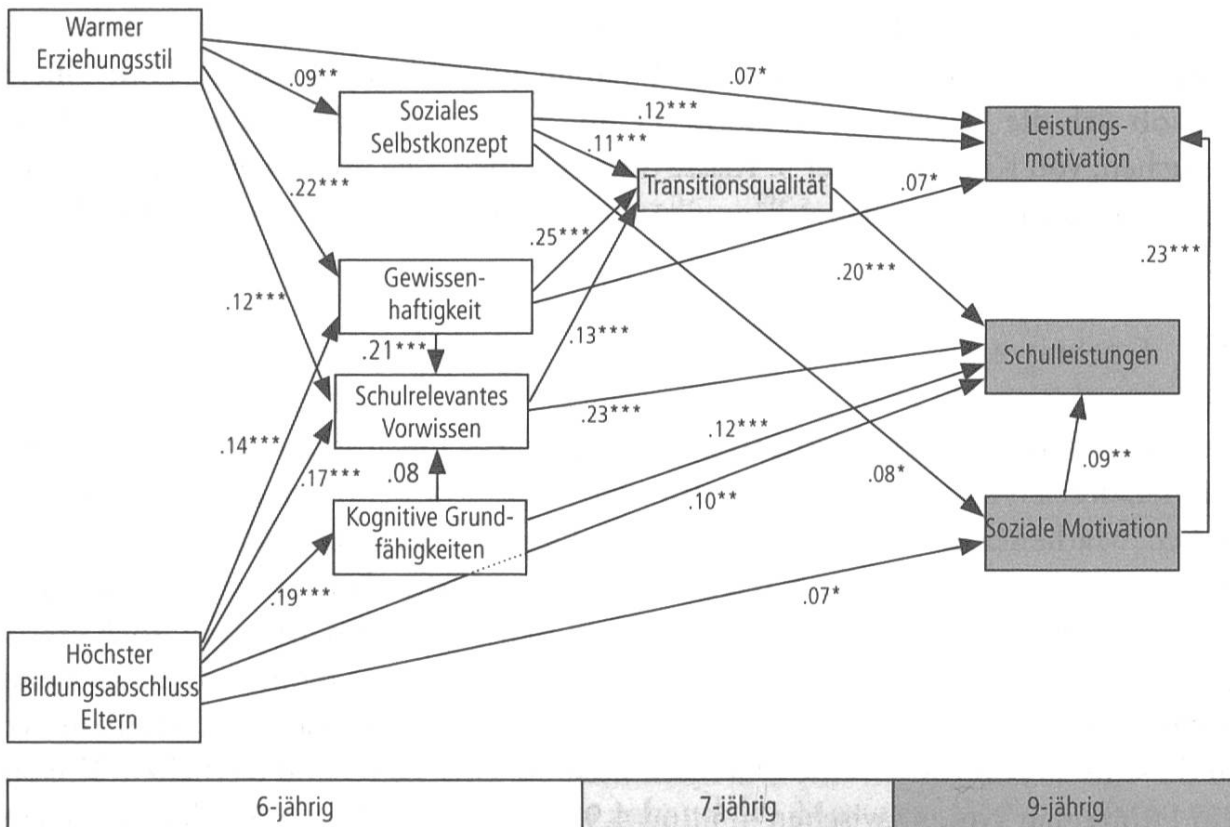 Warmer
Erziehungsstil
.09**
.07*
Soziales
Selbstkonzept
.12***
.11***
Leistungs-
motivation
.22***
Transitionsqualität
.07*
.25***
.23***
.20***
Gewissen-
haftigkeit
.12***
.21***
.13***
Schulleistungen
Schulrelevantes
Vorwissen
.23***
.12***
.14***
.17***
.08
.09**
.08*
.10**
Kognitive Grund-
fähigkeiten
Soziale Motivation
.19***
.07*
Höchster
Bildungsabschluss
Eltern
6-jährig
7-jährig
9-jährig